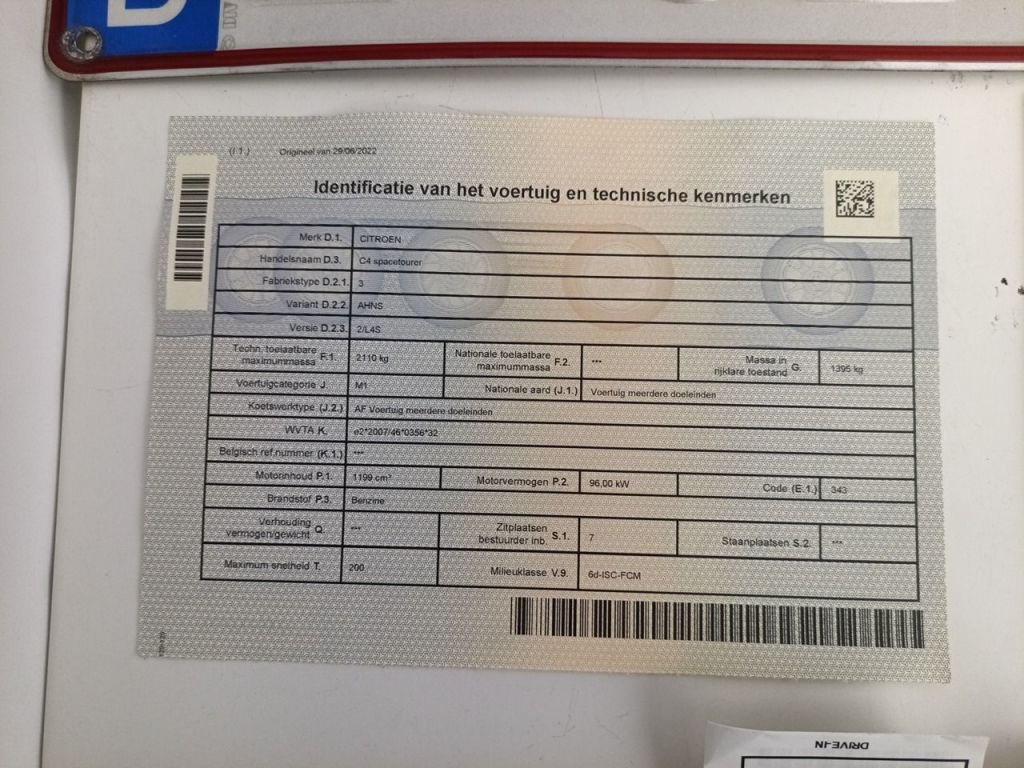 D
(I 1.) Origineel van 29/06/2022
Identificatie van het voertuig en technische kenmerken
Merk D.1. CITROEN
Handelsnaam D.3. C4 spacetourer
Fabriekstype D.2.1. 3
Variant D.2.2. AHNS
Versie D.2.3. 2/L4S
Techn. toelaatbare maximummassa F.1. 2110 kg Nationale toelaatbare maximummassa F.2. --- Massa in rijklare toestand G. 1395 kg
Voertuigcategorie J. M1 Nationale aard (J.1.) Voertuig meerdere doeleinden
Koetswerktype (J.2.) AF Voertuig meerdere doeleinden
WVTA K. e2*2007/46*0356*32
Belgisch ref.nummer (K.1.) ---
Motorinhoud P.1. 1199 cm³ Motorvermogen P.2. 96,00 kW Code (E.1.) 343
Brandstof P.3. Benzine
Verhouding vermogen/gewicht Q. --- Zitplaatsen bestuurder inb. S.1. 7 Staanplaatsen S.2. ---
Maximum snelheid T. 200 Milieuklasse V.9. 6d-ISC-FCM
DRIVE-IN